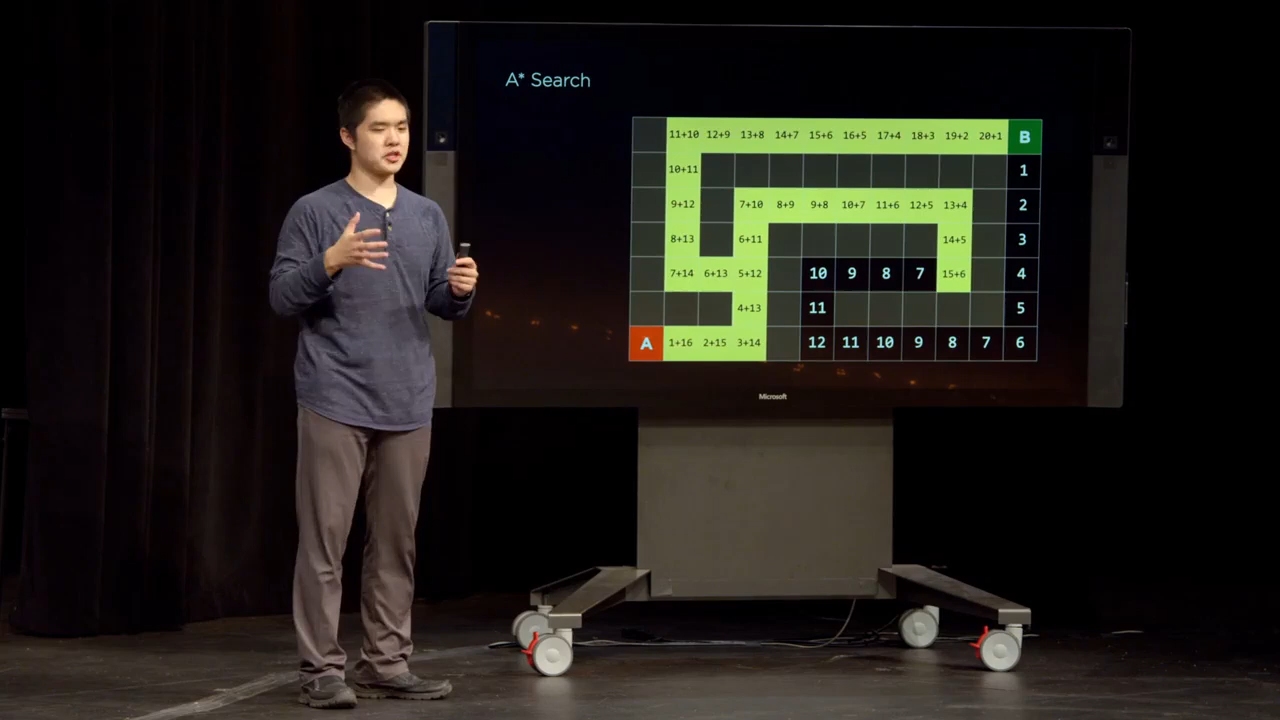 A* Search
11+10 12+9 13+8 14+7 15+6 16+5 17+4 18+3 19+2 20+1 B
10+11 1
9+12 7+10 8+9 9+8 10+7 11+6 12+5 13+4 2
8+13 6+11 14+5 3
7+14 6+13 5+12 10 9 8 7 15+6 4
4+13 11 5
A 1+16 2+15 3+14 12 11 10 9 8 7 6
Microsoft